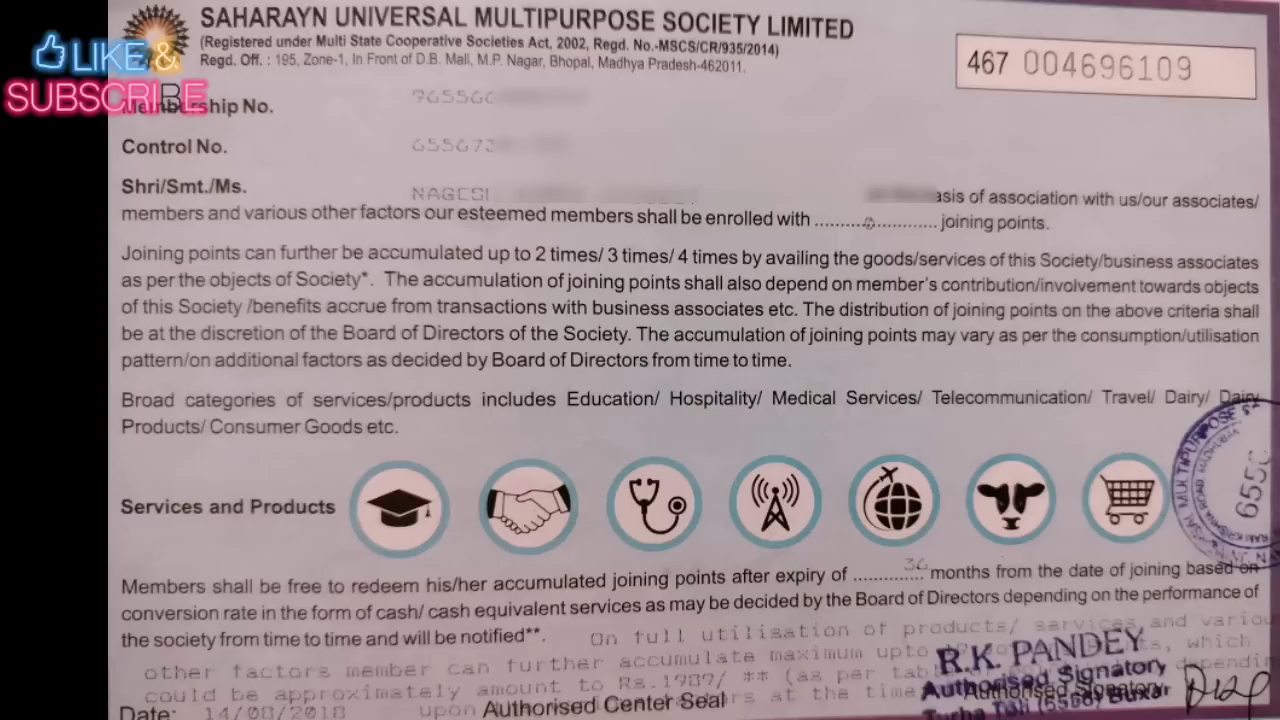 SAHARAYN UNIVERSAL MULTIPURPOSE SOCIETY LIMITED
(Registered under Multi State Cooperative Societies Act, 2002, Regd. No.-MSCS/CR/935/2014)
Regd. Off. : 195, Zone-1, In Front of D.B. Mall, M.P. Nagar, Bhopal, Madhya Pradesh-462011.
467 004696109
LIKE &
SUBSCRIBE
Membership No.
Control No. 655673
Shri/Smt./Ms. asis of association with us/our associates/
members and various other factors our esteemed members shall be enrolled with ............... joining points.
Joining points can further be accumulated up to 2 times/ 3 times/ 4 times by availing the goods/services of this Society/business associates
as per the objects of Society*. The accumulation of joining points shall also depend on member's contribution/involvement towards objects
of this Society /benefits accrue from transactions with business associates etc. The distribution of joining points on the above criteria shall
be at the discretion of the Board of Directors of the Society. The accumulation of joining points may vary as per the consumption/utilisation
pattern/on additional factors as decided by Board of Directors from time to time.
Broad categories of services/products includes Education/ Hospitality/ Medical Services/ Telecommunication/ Travel/ Dairy/ Dairy
Products/ Consumer Goods etc.
Services and Products
Members shall be free to redeem his/her accumulated joining points after expiry of .............. months from the date of joining based on
conversion rate in the form of cash/ cash equivalent services as may be decided by the Board of Directors depending on the performance of
the society from time to time and will be notified**. On full utilisation of products/ services and variou
other factors member can further accumulate maximum upto which
could be approximately amount to Rs.1989/ ** (as per
Date: 14/08/2018 upon Authorised Center Seal at the time Authorised Signatory
R.K. PANDEY
Authorised Signatory
Buxar